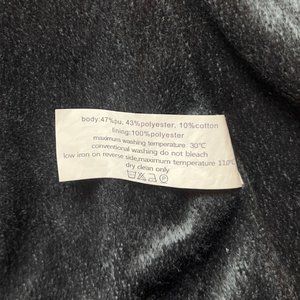 body:47%pu, 43%polyester, 10%cotton
lining:100%polyester
maximum washing temperature 30℃
conventional washing do not bleach
low iron on reverse side,maximum temperature 110℃
dry clean only